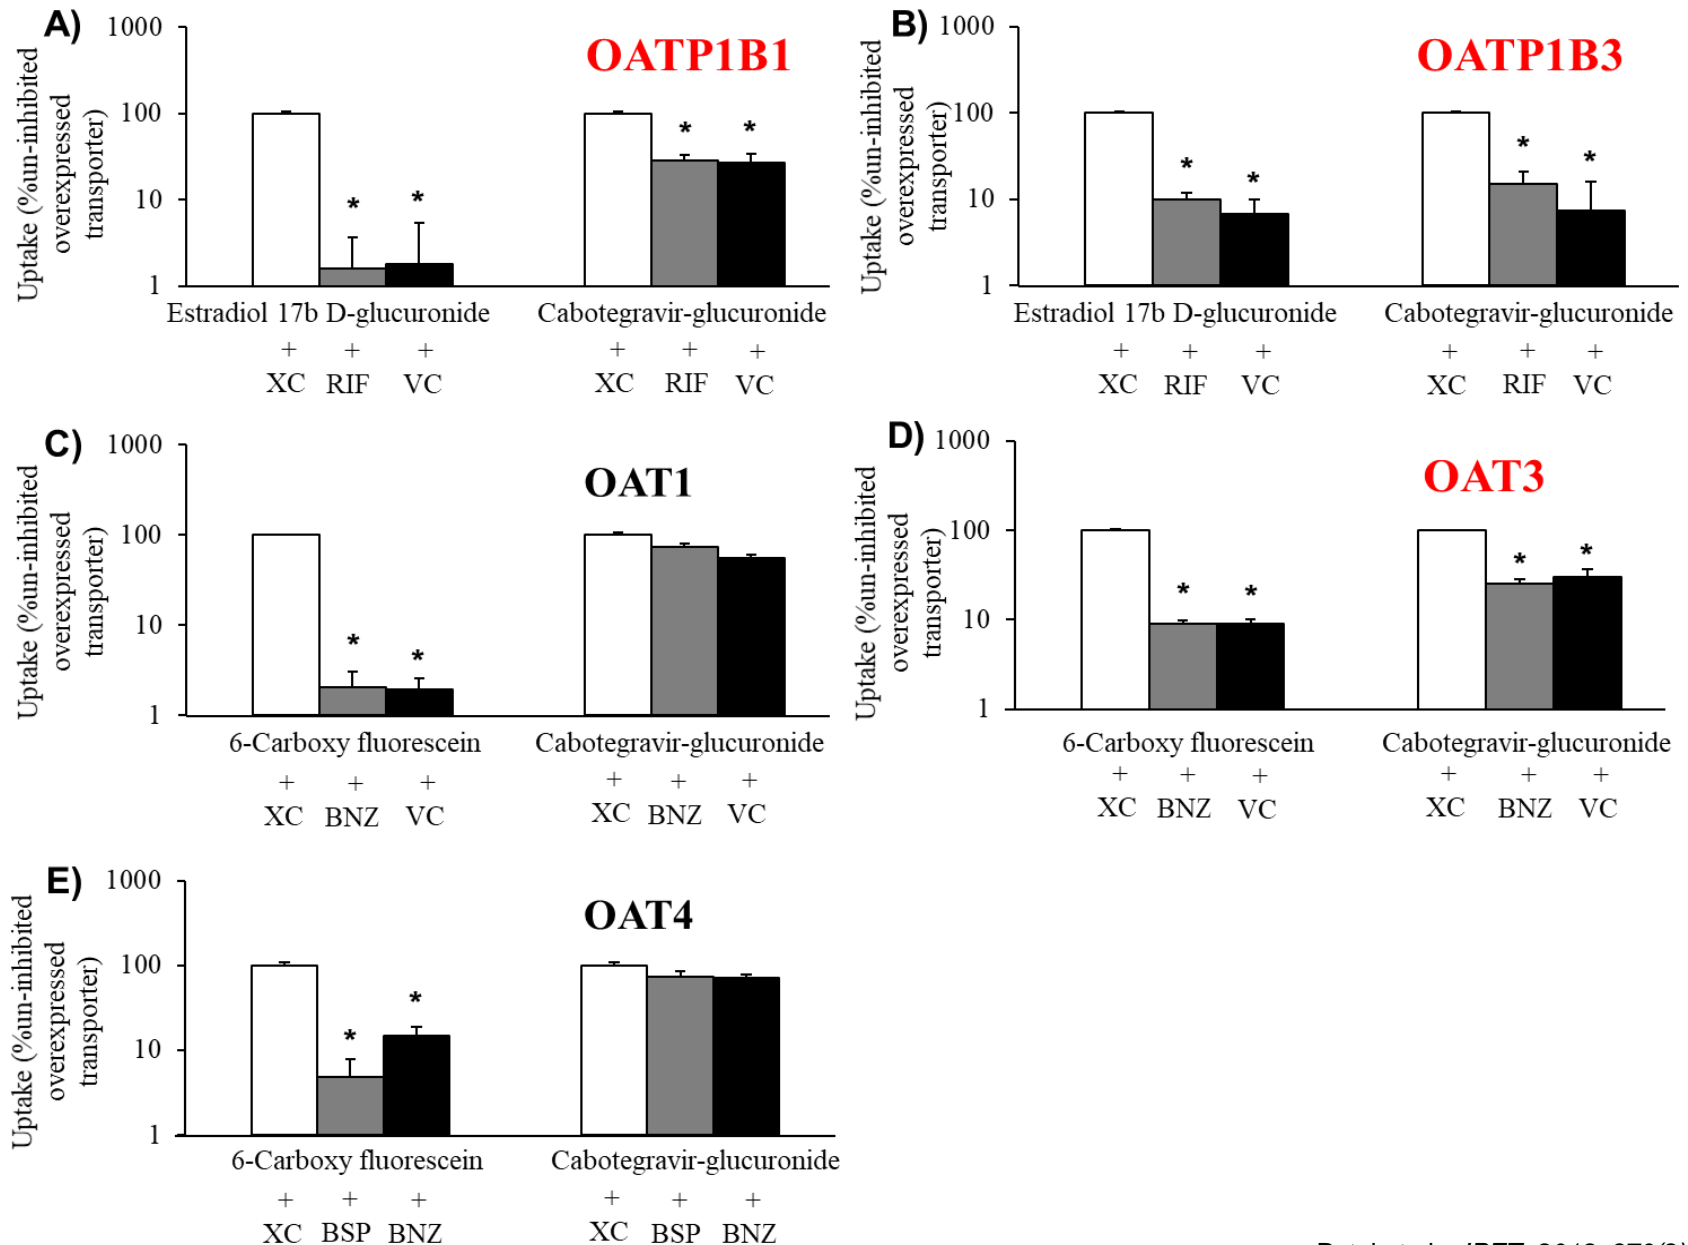 A)
Uptake (%un-inhibited
overexpressed
transporter)
1000
100
10
1
OATP1B1
* * * *
Estradiol 17b D-glucuronide Cabotegravir-glucuronide
+ + + + + +
XC RIF VC XC RIF VC
B)
Uptake (%un-inhibited
overexpressed
transporter)
1000
100
10
1
OATP1B3
* * * *
Estradiol 17b D-glucuronide Cabotegravir-glucuronide
+ + + + + +
XC RIF VC XC RIF VC
C)
Uptake (%un-inhibited
overexpressed
transporter)
1000
100
10
1
OAT1
* *
6-Carboxy fluorescein Cabotegravir-glucuronide
+ + + + + +
XC BNZ VC XC BNZ VC
D)
Uptake (%un-inhibited
overexpressed
transporter)
1000
100
10
1
OAT3
* * * *
6-Carboxy fluorescein Cabotegravir-glucuronide
+ + + + + +
XC BNZ VC XC BNZ VC
E)
Uptake (%un-inhibited
overexpressed
transporter)
1000
100
10
1
OAT4
* *
6-Carboxy fluorescein Cabotegravir-glucuronide
+ + + + + +
XC BSP BNZ XC BSP BNZ